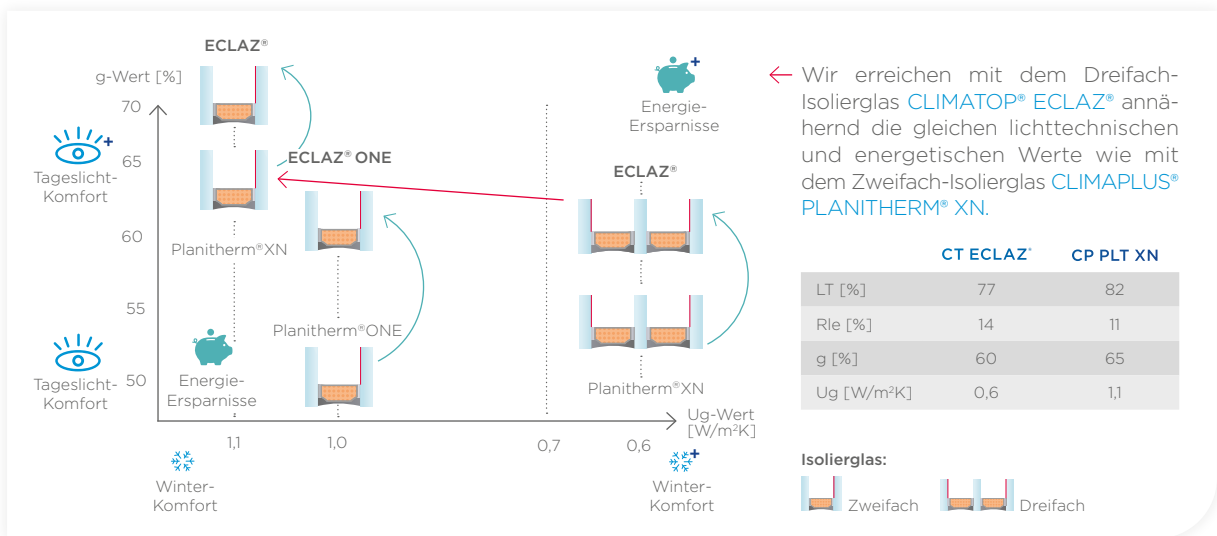 ECLAZ®
g-Wert [%]
70
65
60
55
50
Tageslicht-
Komfort
Tageslicht-
Komfort
ECLAZ® ONE
Planitherm®XN
Planitherm®ONE
Energie-
Ersparnisse
Energie-
Ersparnisse
ECLAZ®
Planitherm®XN
Ug-Wert
[W/m²K]
1,1
1,0
0,7
0,6
Winter-
Komfort
Winter-
Komfort
Wir erreichen mit dem Dreifach-
Isolierglas CLIMATOP® ECLAZ® annä-
hernd die gleichen lichttechnischen
und energetischen Werte wie mit
dem Zweifach-Isolierglas CLIMAPLUS®
PLANITHERM® XN.
CT ECLAZ® CP PLT XN
LT [%] 77 82
Rle [%] 14 11
g [%] 60 65
Ug [W/m²K] 0,6 1,1
Isolierglas:
Zweifach Dreifach